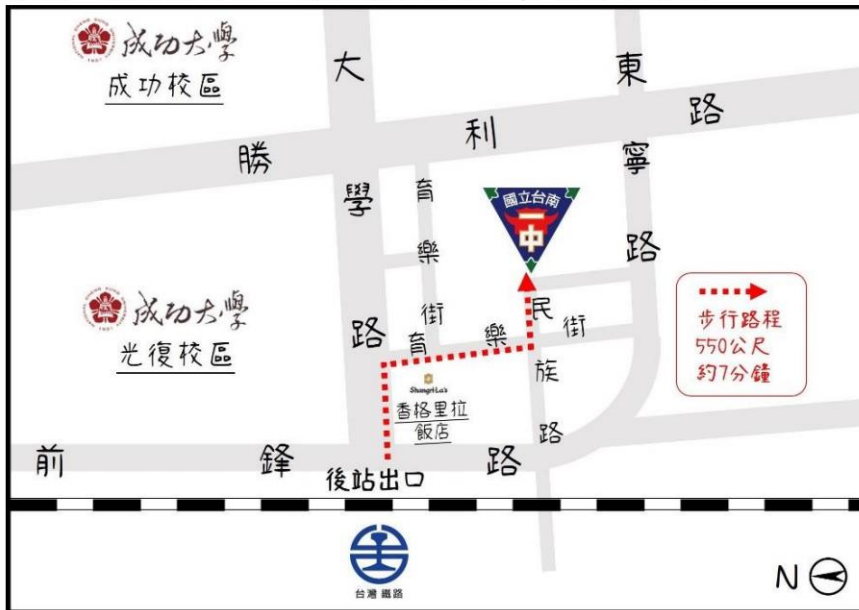 成功大學
成功校區
大學路
東寧路
勝利路
育樂街
國立台南
一中
成功大學
光復校區
育樂街
民族路
步行路程
550公尺
約7分鐘
Shangri-La's
香格里拉
飯店
前鋒路
後站出口
台灣鐵路
N